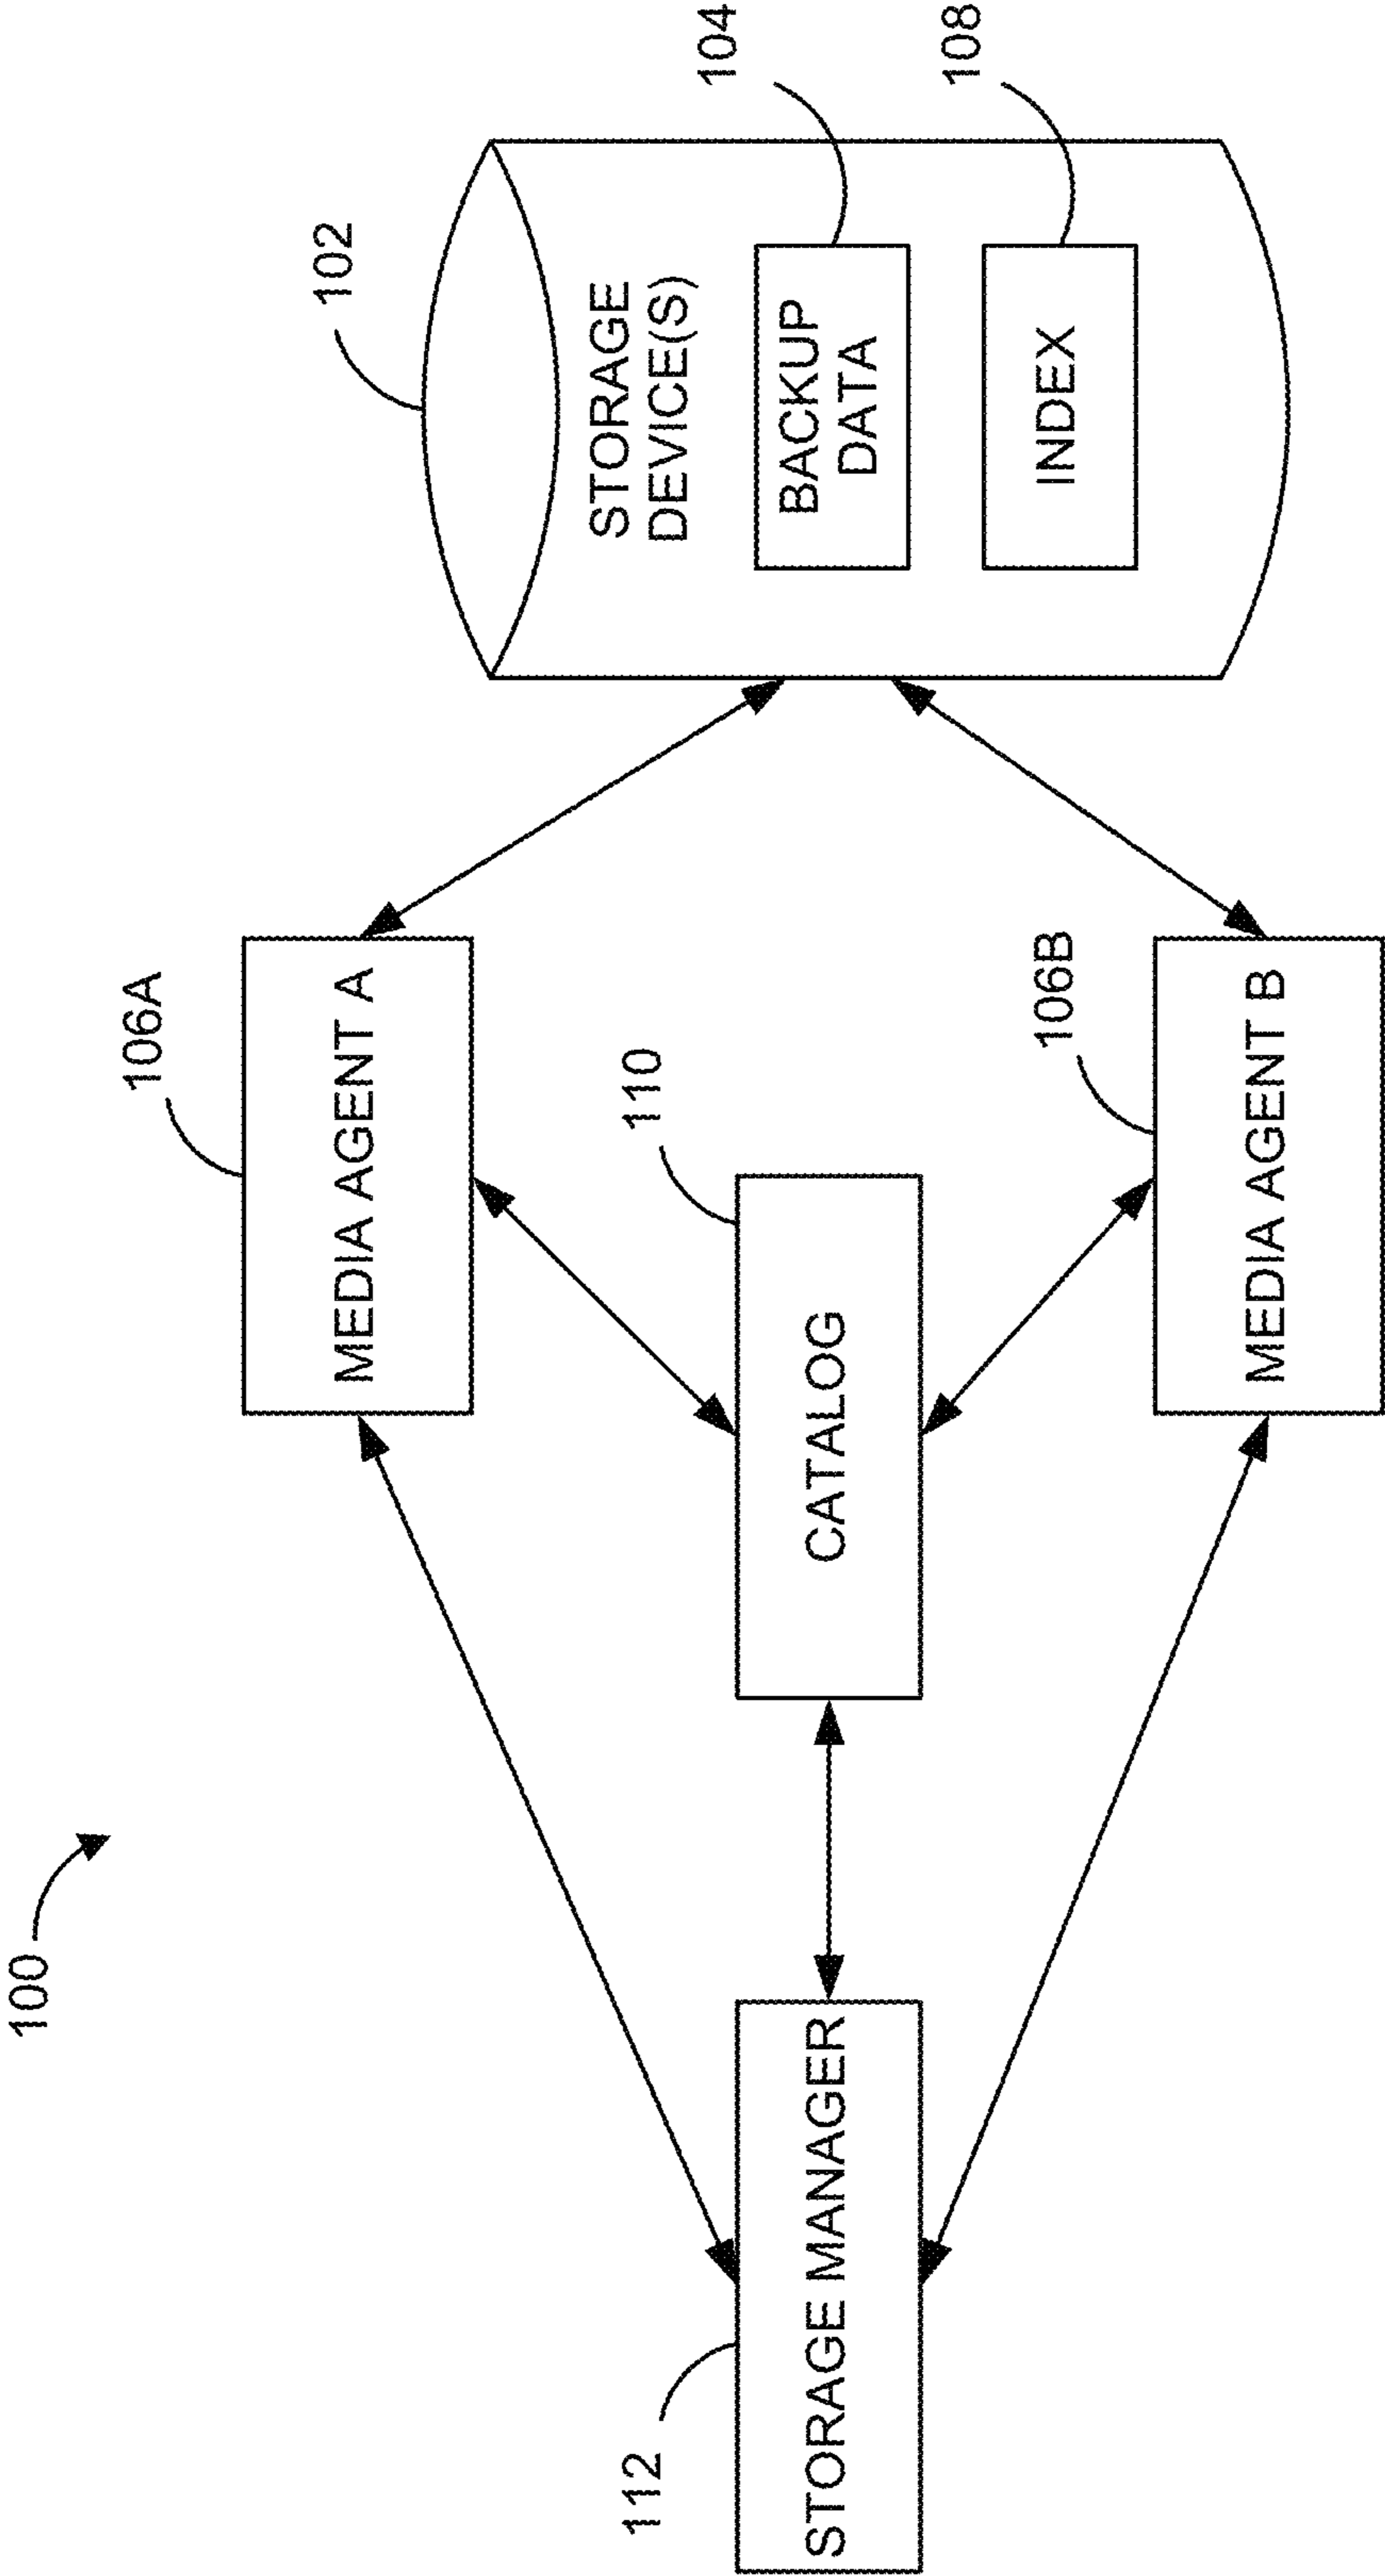 100
106A
MEDIA AGENT A
102
STORAGE
DEVICE(S)
110
CATALOG
112
STORAGE MANAGER
104
BACKUP
DATA
108
INDEX
106B
MEDIA AGENT B